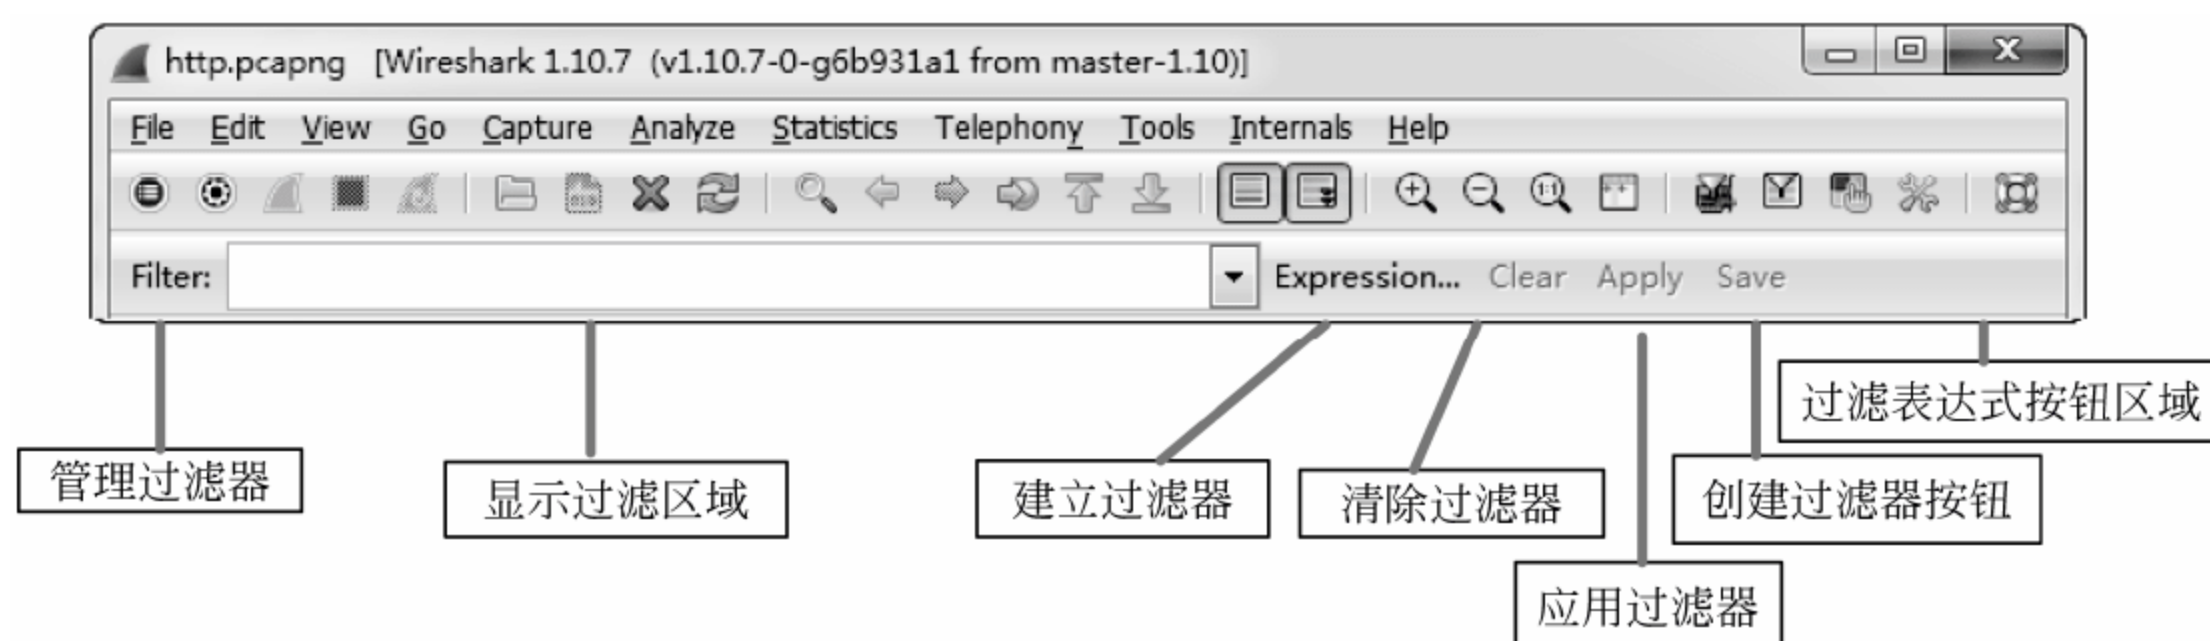 http.pcapng [Wireshark 1.10.7 (v1.10.7-0-g6b931a1 from master-1.10)]
File Edit View Go Capture Analyze Statistics Telephony Tools Internals Help
Filter: Expression... Clear Apply Save
过滤表达式按钮区域
管理过滤器
显示过滤区域
建立过滤器
清除过滤器
创建过滤器按钮
应用过滤器